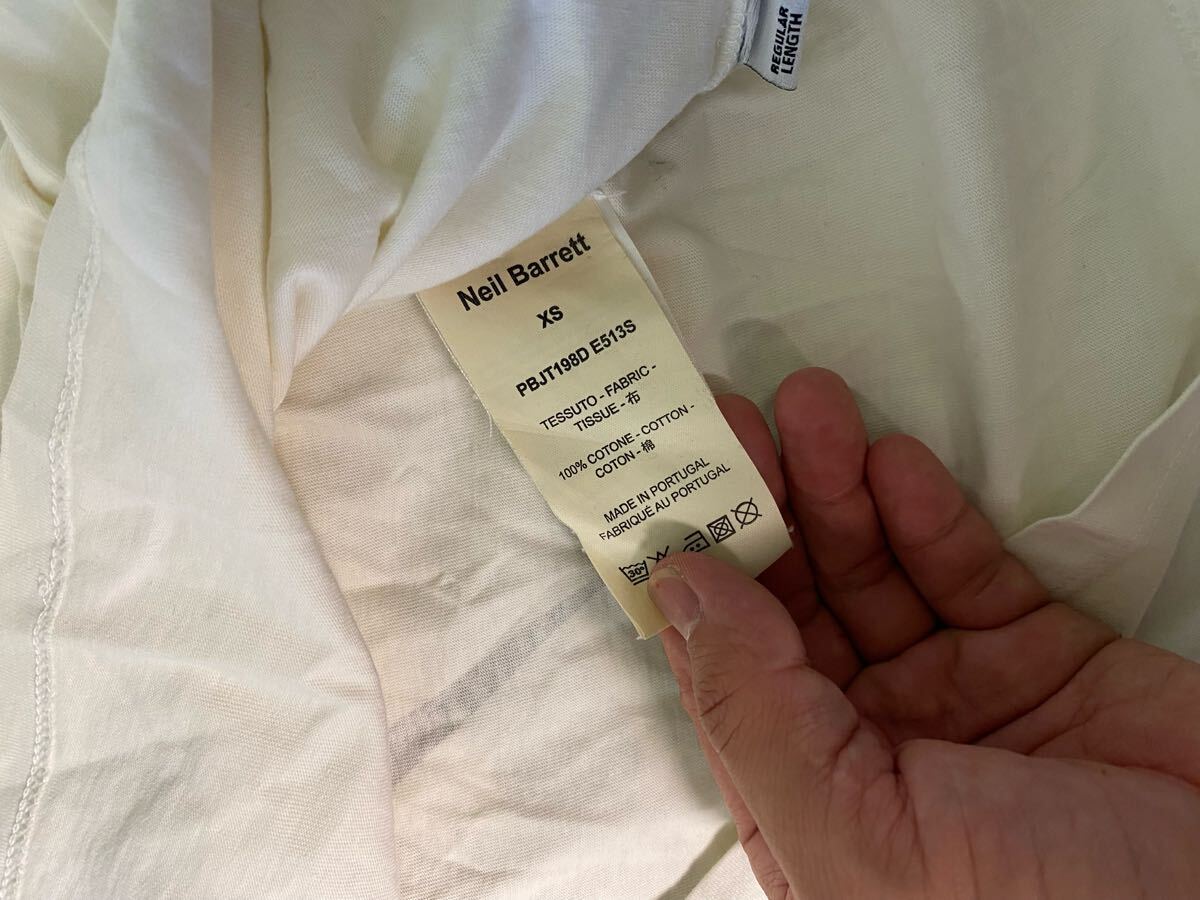 REGULAR
LENGTH
Neil Barrett
XS
PBJT198D E513S
TESSUTO - FABRIC -
TISSUE - 布
100% COTONE - COTTON -
COTON - 棉
MADE IN PORTUGAL
FABRIQUÉ AU PORTUGAL
30°